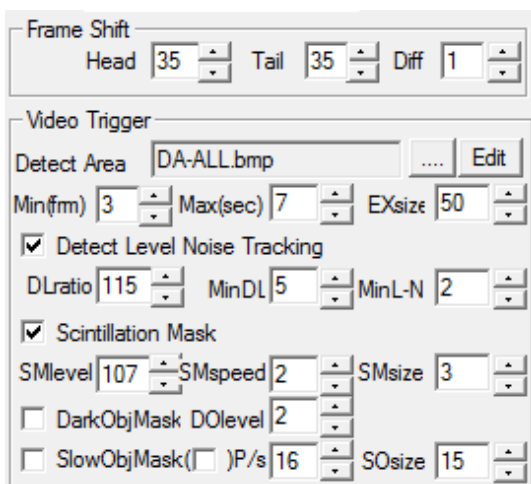 Frame Shift
Head 35 Tail 35 Diff 1
Video Trigger
Detect Area DA-ALL.bmp .... Edit
Min(frm) 3 Max(sec) 7 EXsize 50
Detect Level Noise Tracking
DLratio 115 MinDL 5 MinL-N 2
Scintillation Mask
SMlevel 107 SMspeed 2 SMsize 3
DarkObjMask DOlevel 2
SlowObjMask( )P/s 16 SOsize 15